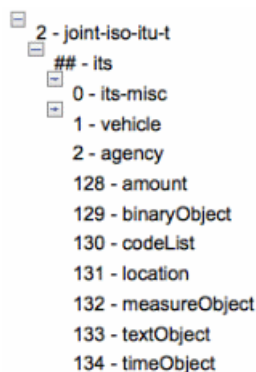 2 - joint-iso-itu-t
## - its
0 - its-misc
1 - vehicle
2 - agency
128 - amount
129 - binaryObject
130 - codeList
131 - location
132 - measureObject
133 - textObject
134 - timeObject